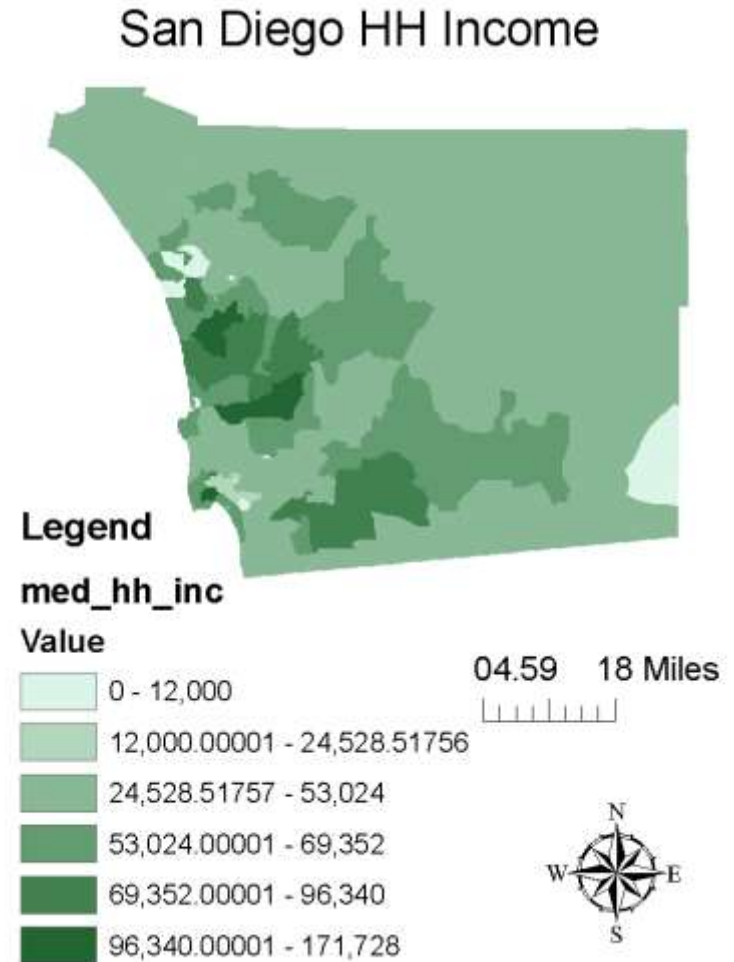 San Diego HH Income
Legend
med_hh_inc
Value
0 - 12,000
12,000.00001 - 24,528.51756
24,528.51757 - 53,024
53,024.00001 - 69,352
69,352.00001 - 96,340
96,340.00001 - 171,728
04.59 18 Miles
N
W E
S